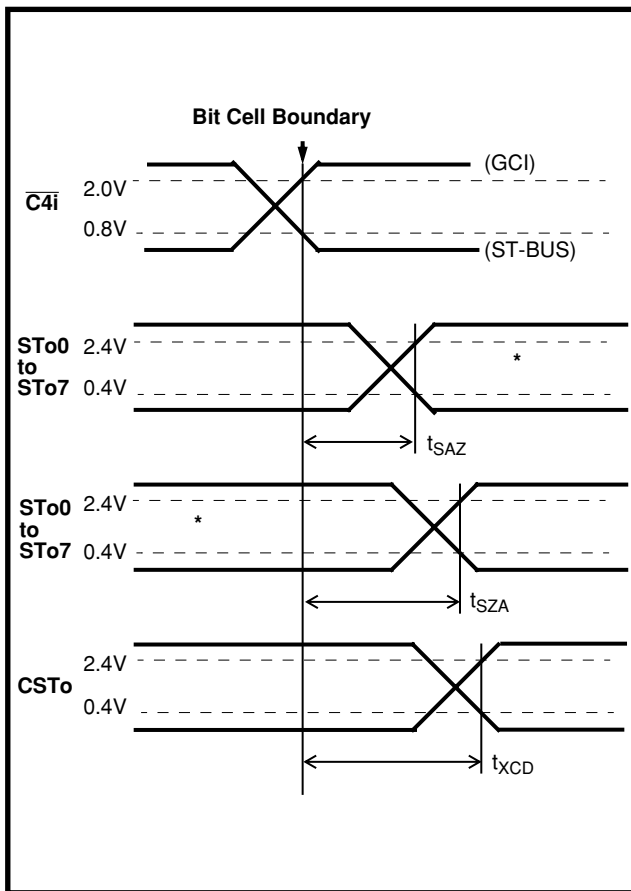 Bit Cell Boundary
C4i
2.0V
0.8V
(GCI)
(ST-BUS)
STo0
to
STo7
2.4V
0.4V
*
tSAZ
STo0
to
STo7
2.4V
0.4V
*
tSZA
CSTo
2.4V
0.4V
tXCD